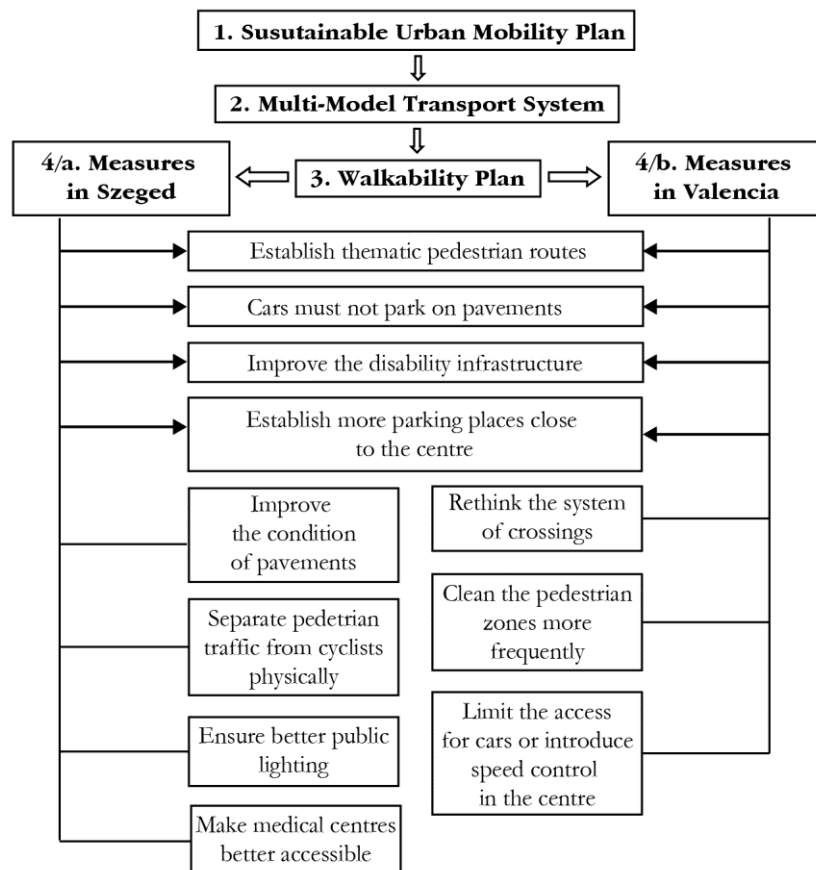 1. Susutainable Urban Mobility Plan
2. Multi-Model Transport System
4/a. Measures
in Szeged
3. Walkability Plan
4/b. Measures
in Valencia
Establish thematic pedestrian routes
Cars must not park on pavements
Improve the disability infrastructure
Establish more parking places close
to the centre
Improve
the condition
of pavements
Separate pedetrian
traffic from cyclists
physically
Ensure better public
lighting
Make medical centres
better accessible
Rethink the system
of crossings
Clean the pedestrian
zones more
frequently
Limit the access
for cars or introduce
speed control
in the centre